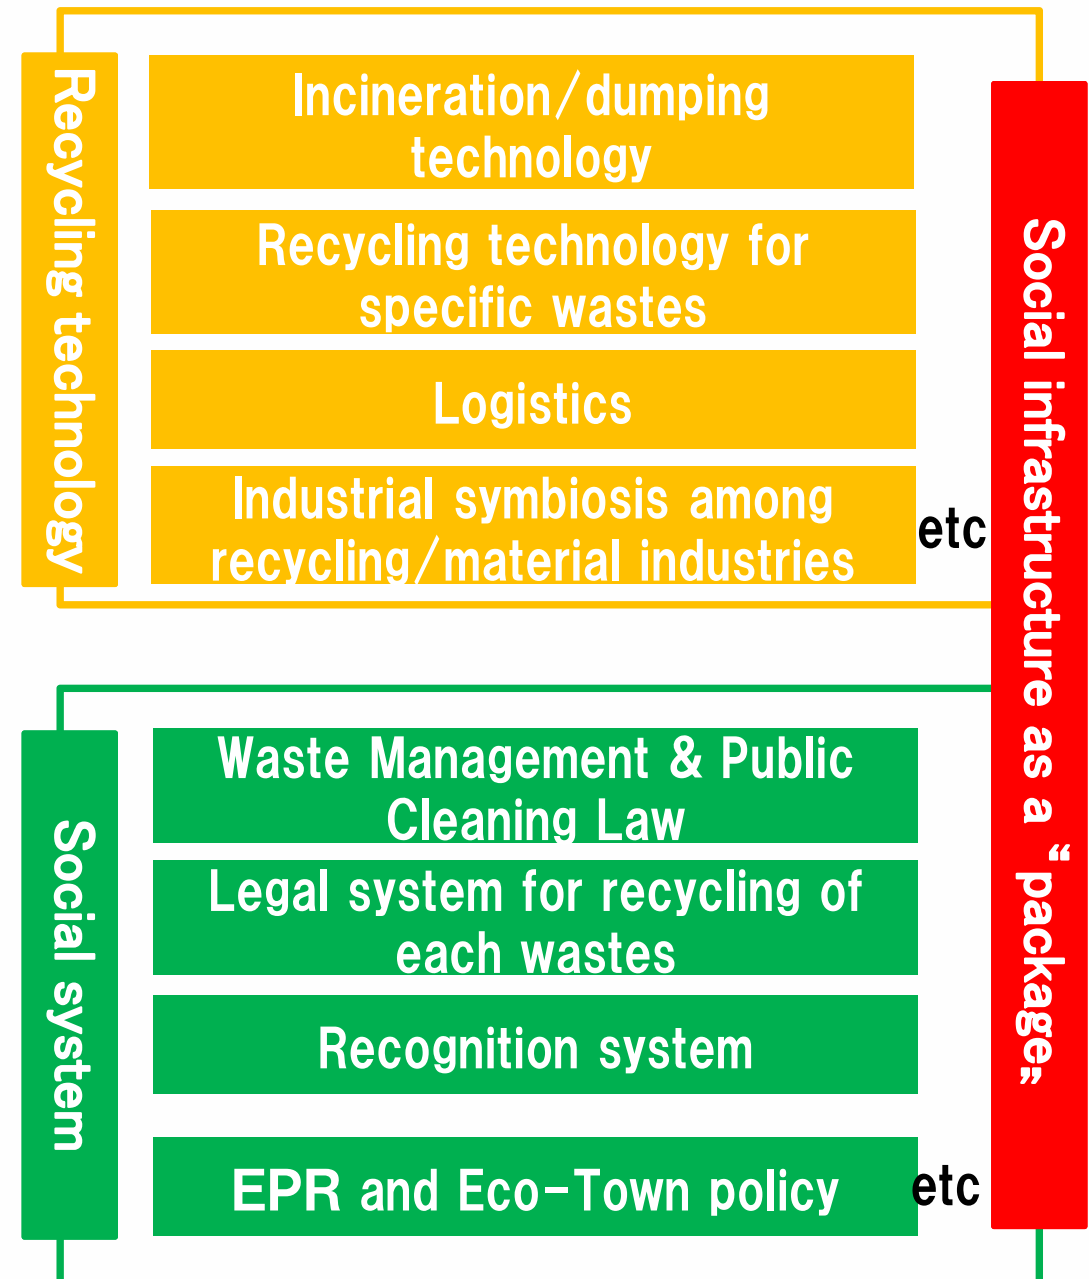 Recycling technology
Incineration/dumping
technology
Recycling technology for
specific wastes
Logistics
Industrial symbiosis among
recycling/material industries
etc
Social infrastructure as a “package”
Social system
Waste Management & Public
Cleaning Law
Legal system for recycling of
each wastes
Recognition system
EPR and Eco-Town policy
etc